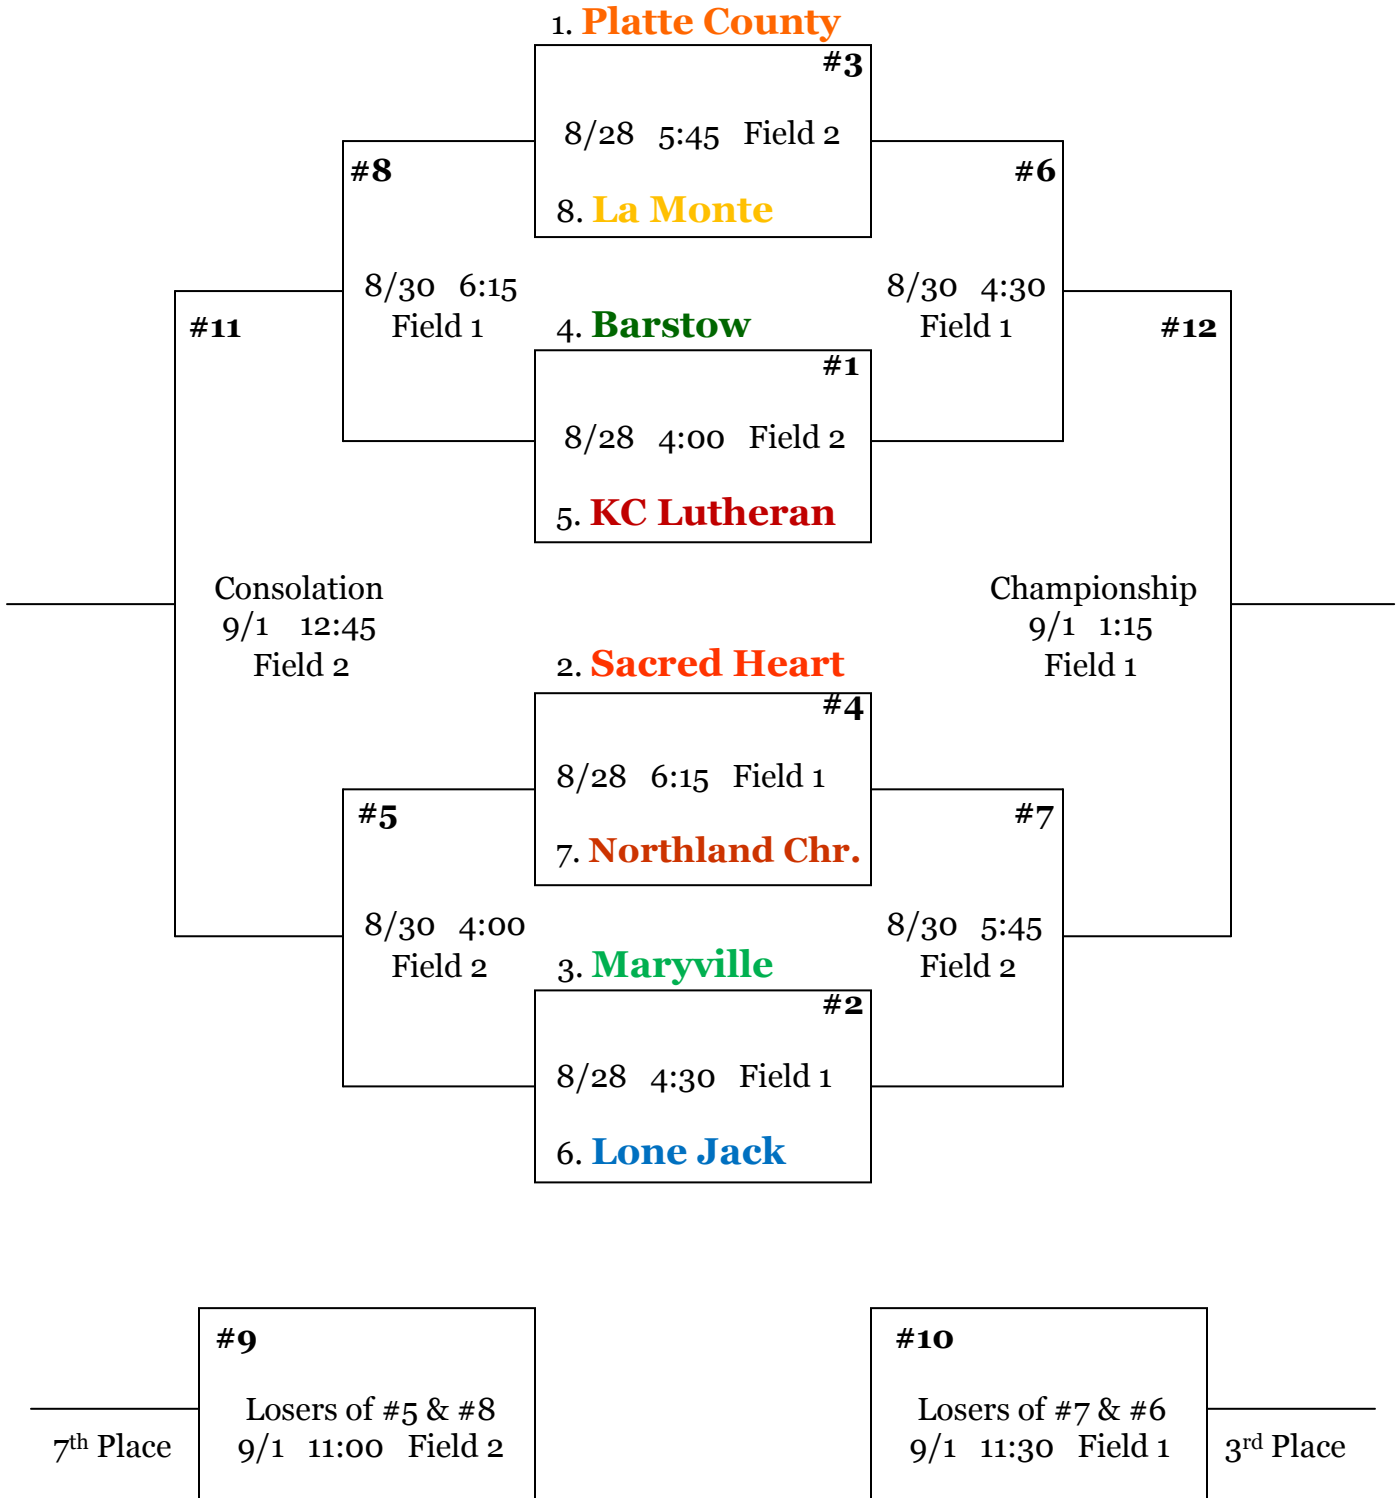 1. Platte County
#3
8/28 5:45 Field 2
8. La Monte
#8
8/30 6:15
Field 1
#6
8/30 4:30
Field 1
4. Barstow
#1
8/28 4:00 Field 2
5. KC Lutheran
#11
Consolation
9/1 12:45
Field 2
#12
Championship
9/1 1:15
Field 1
2. Sacred Heart
#4
8/28 6:15 Field 1
7. Northland Chr.
#5
8/30 4:00
Field 2
#7
8/30 5:45
Field 2
3. Maryville
#2
8/28 4:30 Field 1
6. Lone Jack
#9
Losers of #5 & #8
9/1 11:00 Field 2
7th Place
#10
Losers of #7 & #6
9/1 11:30 Field 1
3rd Place